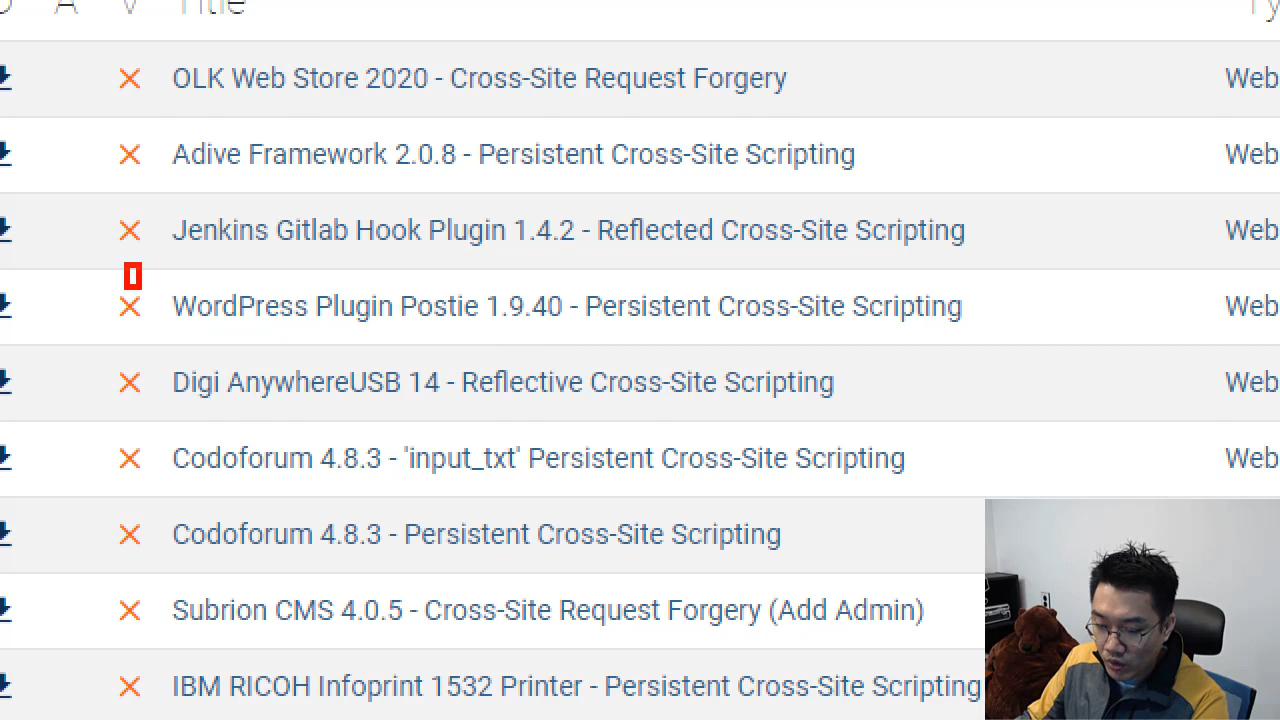 D A V Title Ty
OLK Web Store 2020 - Cross-Site Request Forgery Web
Adive Framework 2.0.8 - Persistent Cross-Site Scripting Web
Jenkins Gitlab Hook Plugin 1.4.2 - Reflected Cross-Site Scripting Web
WordPress Plugin Postie 1.9.40 - Persistent Cross-Site Scripting Web
Digi AnywhereUSB 14 - Reflective Cross-Site Scripting Web
Codoforum 4.8.3 - 'input_txt' Persistent Cross-Site Scripting Web
Codoforum 4.8.3 - Persistent Cross-Site Scripting
Subrion CMS 4.0.5 - Cross-Site Request Forgery (Add Admin)
IBM RICOH Infoprint 1532 Printer - Persistent Cross-Site Scripting